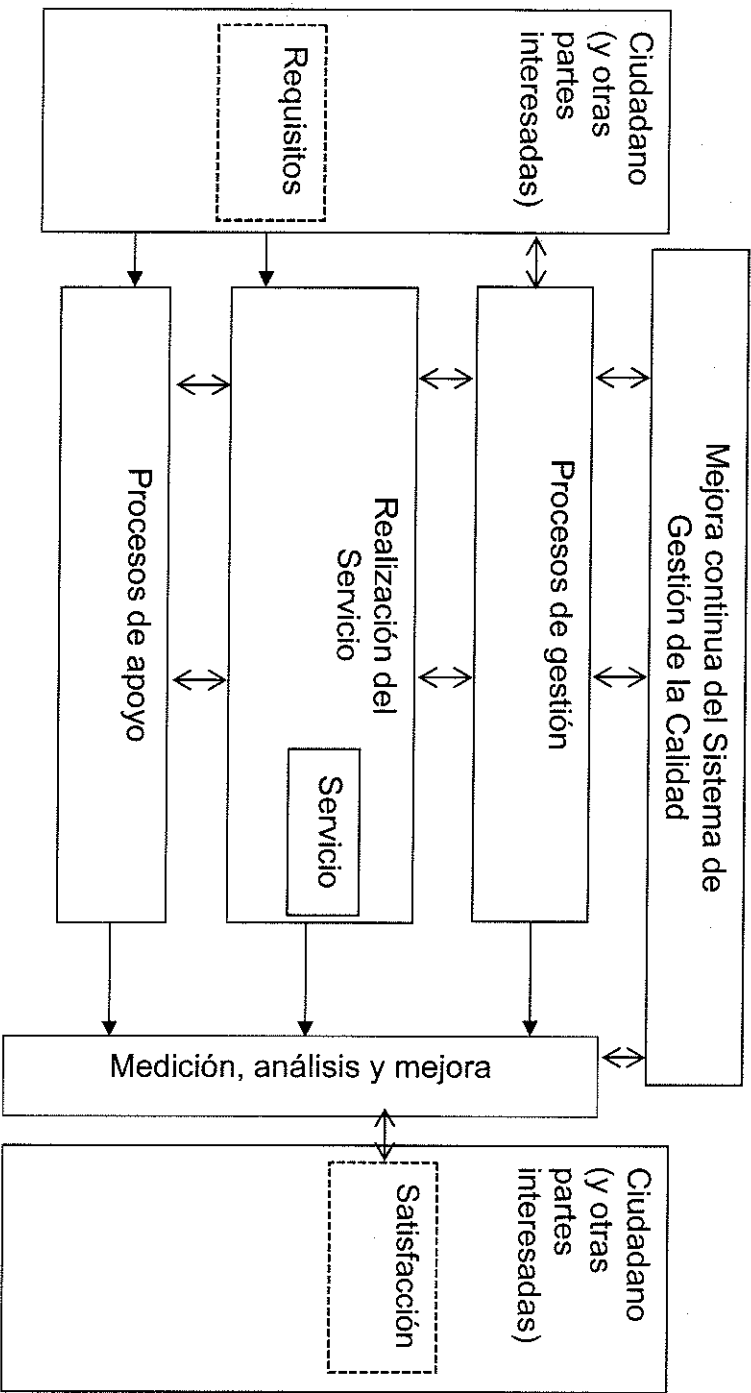 Mejora continua del Sistema de
Gestión de la Calidad
Ciudadano
(y otras
partes
interesadas)
Requisitos
Procesos de gestión
Realización del
Servicio
Servicio
Procesos de apoyo
Medición, análisis y mejora
Ciudadano
(y otras
partes
interesadas)
Satisfacción